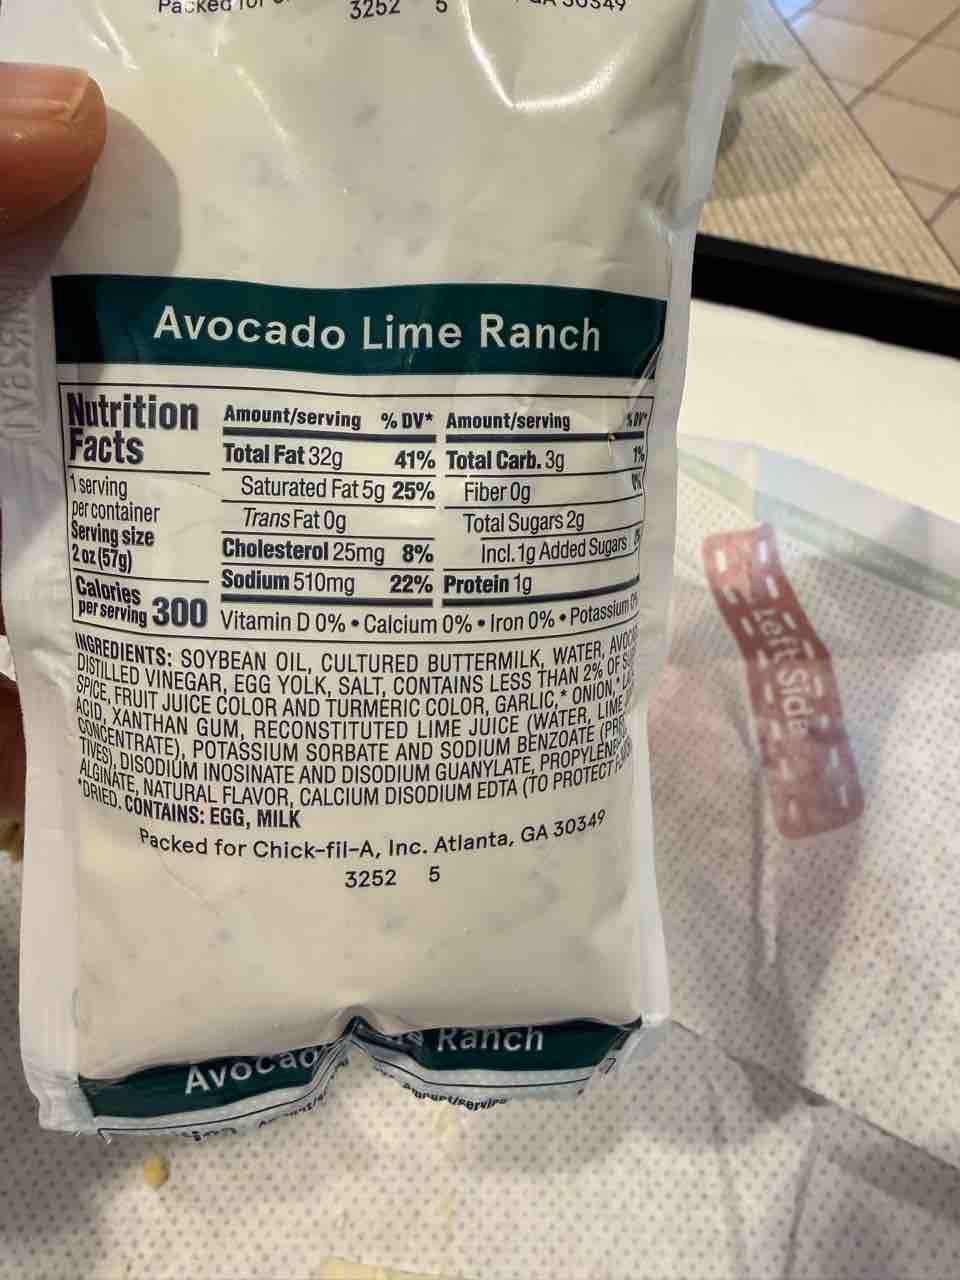 Packed for
3252 5
GA 30349
Avocado Lime Ranch
Nutrition
Facts
1 serving
per container
Serving size
2 oz (57g)
Calories
per serving 300
Amount/serving % DV*
Total Fat 32g 41%
Saturated Fat 5g 25%
Trans Fat 0g
Cholesterol 25mg 8%
Sodium 510mg 22%
Amount/serving % DV*
Total Carb. 3g 1%
Fiber 0g 0%
Total Sugars 2g
Incl. 1g Added Sugars
Protein 1g
Vitamin D 0% • Calcium 0% • Iron 0% • Potassium 0%
INGREDIENTS: SOYBEAN OIL, CULTURED BUTTERMILK, WATER,
DISTILLED VINEGAR, EGG YOLK, SALT, CONTAINS LESS THAN 2% OF
SPICE, FRUIT JUICE COLOR AND TURMERIC COLOR, GARLIC,* ONION,*
ACID, XANTHAN GUM, RECONSTITUTED LIME JUICE (WATER, LIME
CONCENTRATE), POTASSIUM SORBATE AND SODIUM BENZOATE
TIVES), DISODIUM INOSINATE AND DISODIUM GUANYLATE, PROPYLENE
ALGINATE, NATURAL FLAVOR, CALCIUM DISODIUM EDTA (TO PROTECT
*DRIED. CONTAINS: EGG, MILK
Packed for Chick-fil-A, Inc. Atlanta, GA 30349
3252 5
Avocado Ranch
Amount/serving
Left Side